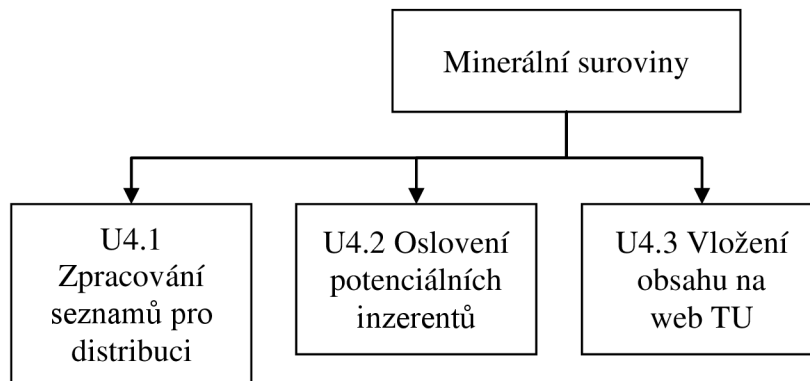 Minerální suroviny
U4.1
Zpracování
seznamů pro
distribuci
U4.2 Oslovení
potenciálních
inzerentů
U4.3 Vložení
obsahu na
web TU